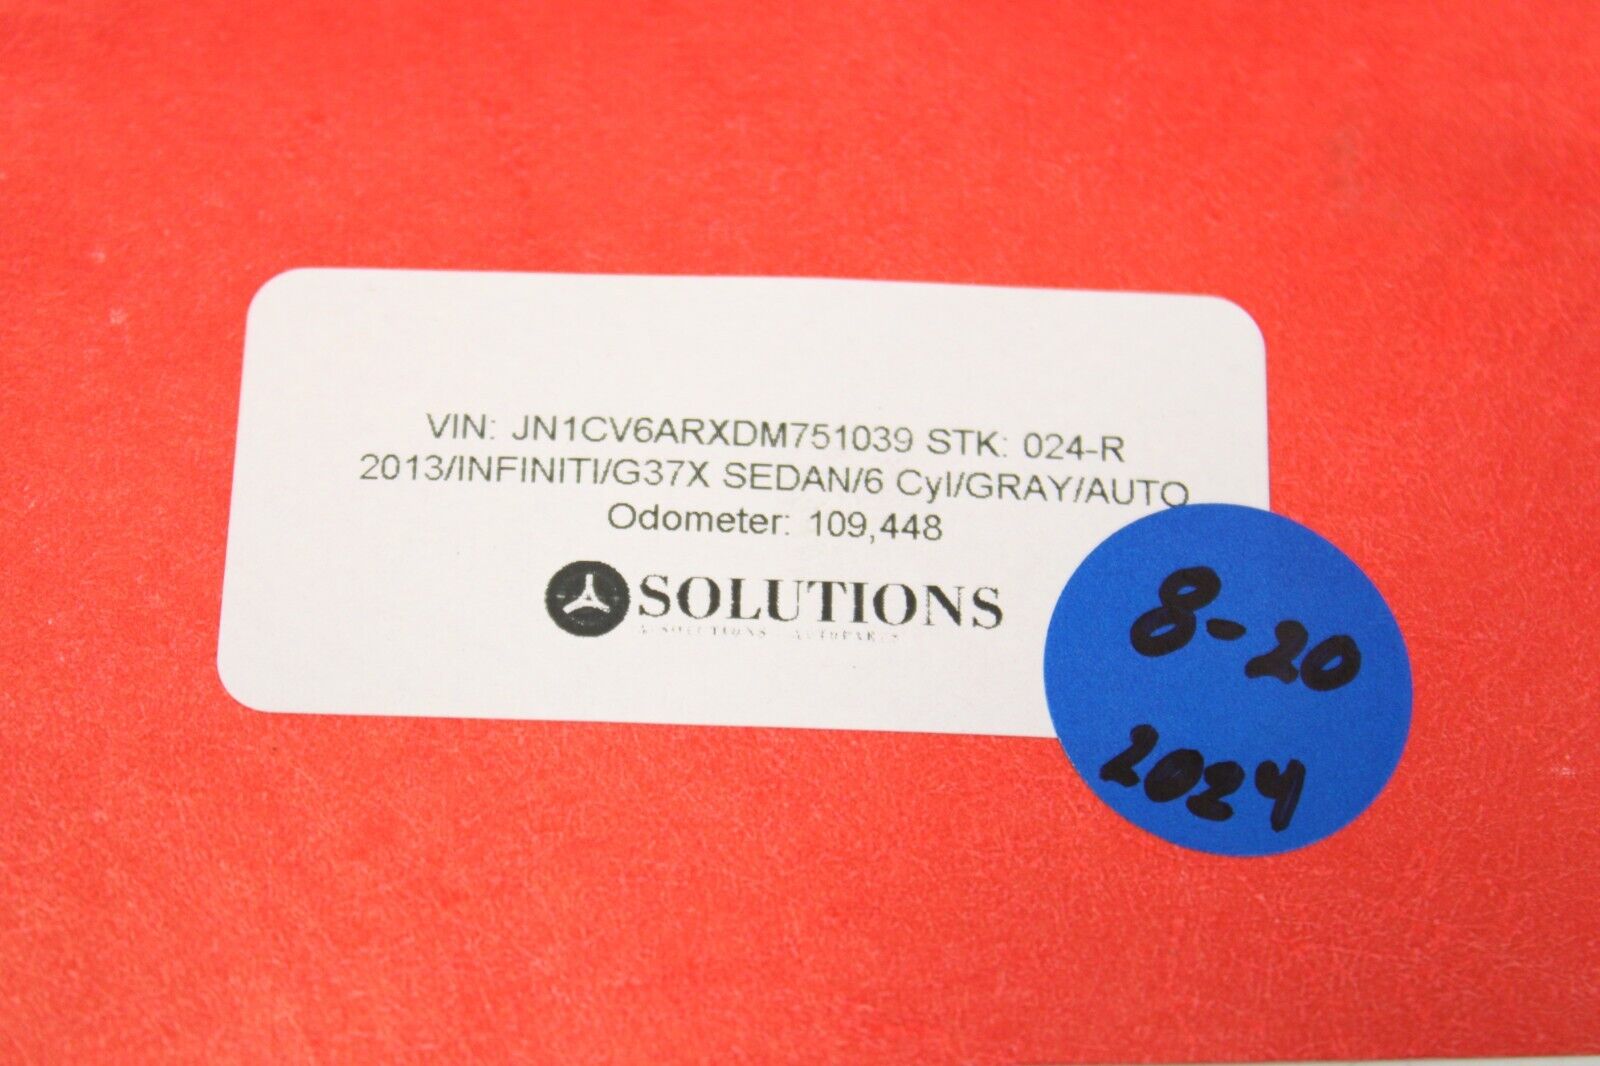 VIN: JN1CV6ARXDM751039 STK: 024-R
2013/INFINITI/G37X SEDAN/6 Cyl/GRAY/AUTO
Odometer: 109,448
SOLUTIONS
AUTOPARTS
8-20
2024